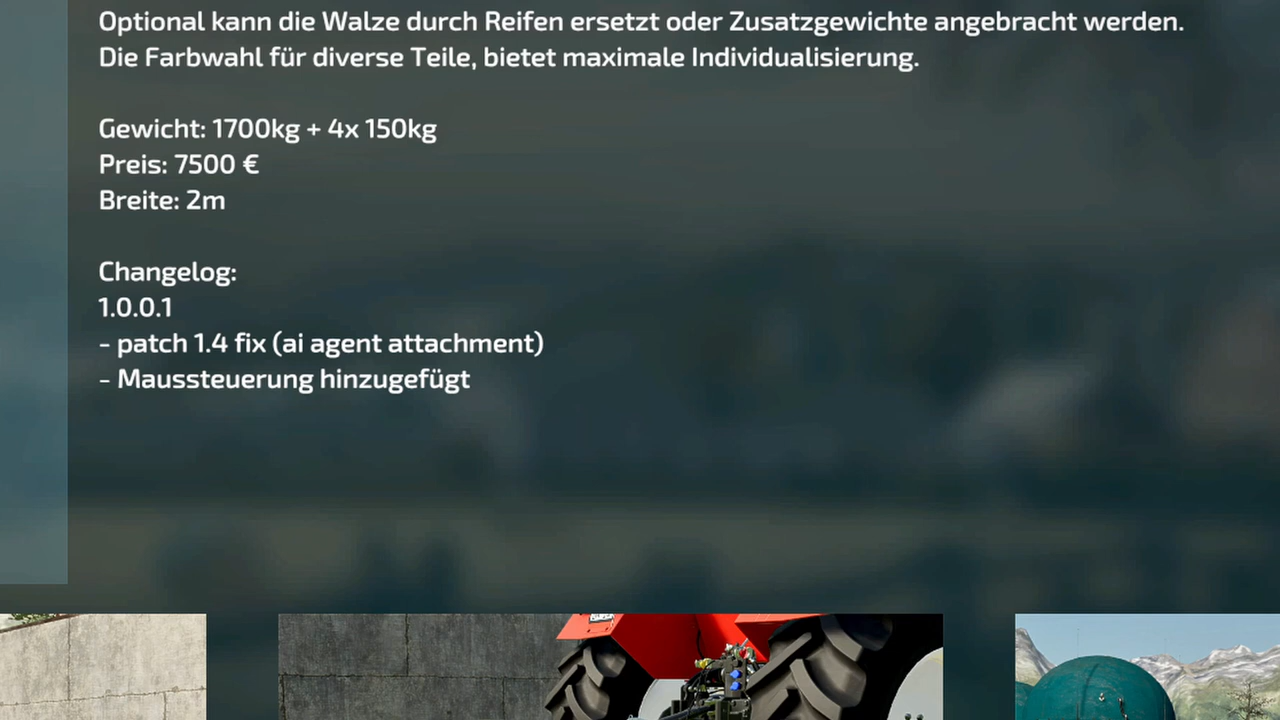 Optional kann die Walze durch Reifen ersetzt oder Zusatzgewichte angebracht werden.
Die Farbwahl für diverse Teile, bietet maximale Individualisierung.
Gewicht: 1700kg + 4x 150kg
Preis: 7500 €
Breite: 2m
Changelog:
1.0.0.1
- patch 1.4 fix (ai agent attachment)
- Maussteuerung hinzugefügt